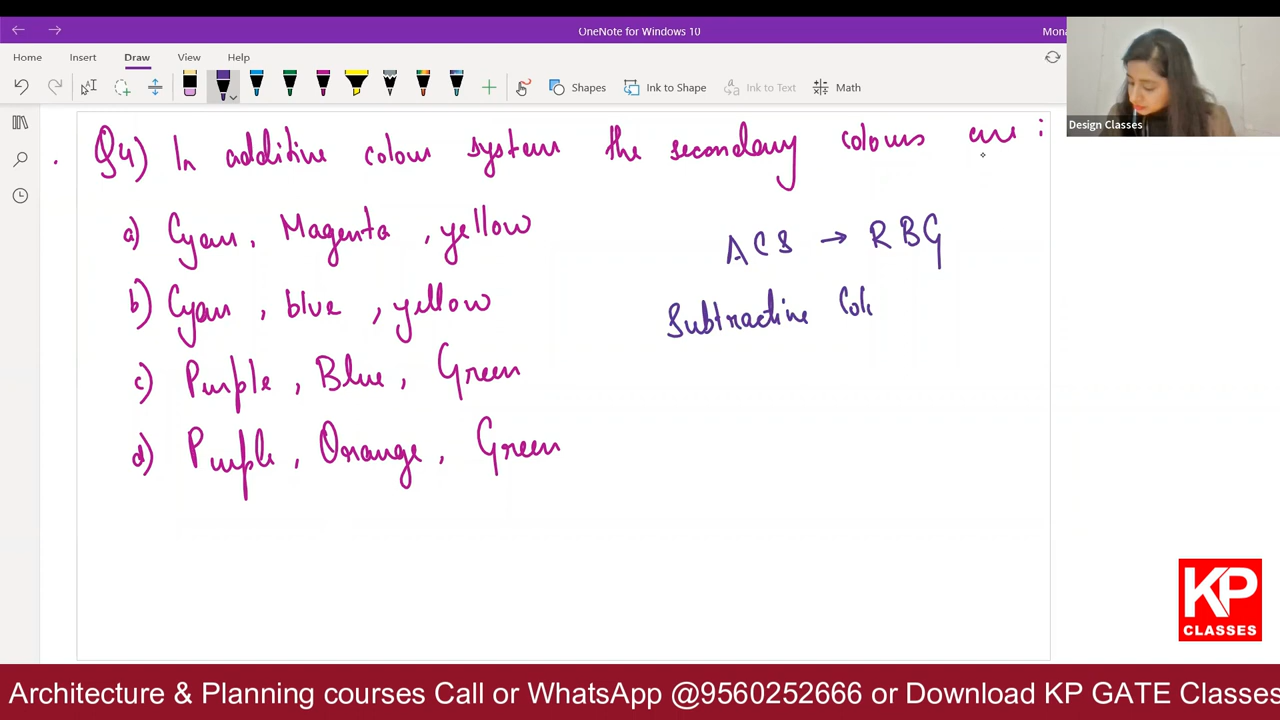 OneNote for Windows 10
Mona
Home Insert Draw View Help
Shapes Ink to Shape Ink to Text Math
Design Classes
Q4) In additive colour system the secondary colours are :
a) Cyan, Magenta, yellow
ACS → RBG
b) Cyan, blue, yellow
Subtractive Col
c) Purple, Blue, Green
d) Purple, Orange, Green
KP
CLASSES
Architecture & Planning courses Call or WhatsApp @9560252666 or Download KP GATE Classes